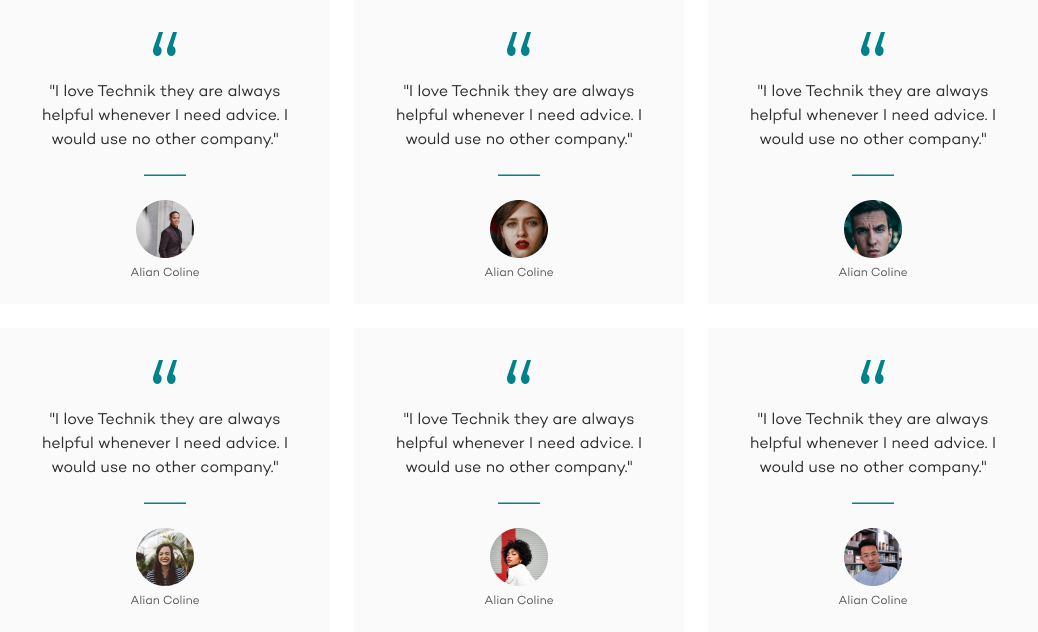 “
"I love Technik they are always
helpful whenever I need advice. I
would use no other company."
Alian Coline
“
"I love Technik they are always
helpful whenever I need advice. I
would use no other company."
Alian Coline
“
"I love Technik they are always
helpful whenever I need advice. I
would use no other company."
Alian Coline
“
"I love Technik they are always
helpful whenever I need advice. I
would use no other company."
Alian Coline
“
"I love Technik they are always
helpful whenever I need advice. I
would use no other company."
Alian Coline
“
"I love Technik they are always
helpful whenever I need advice. I
would use no other company."
Alian Coline